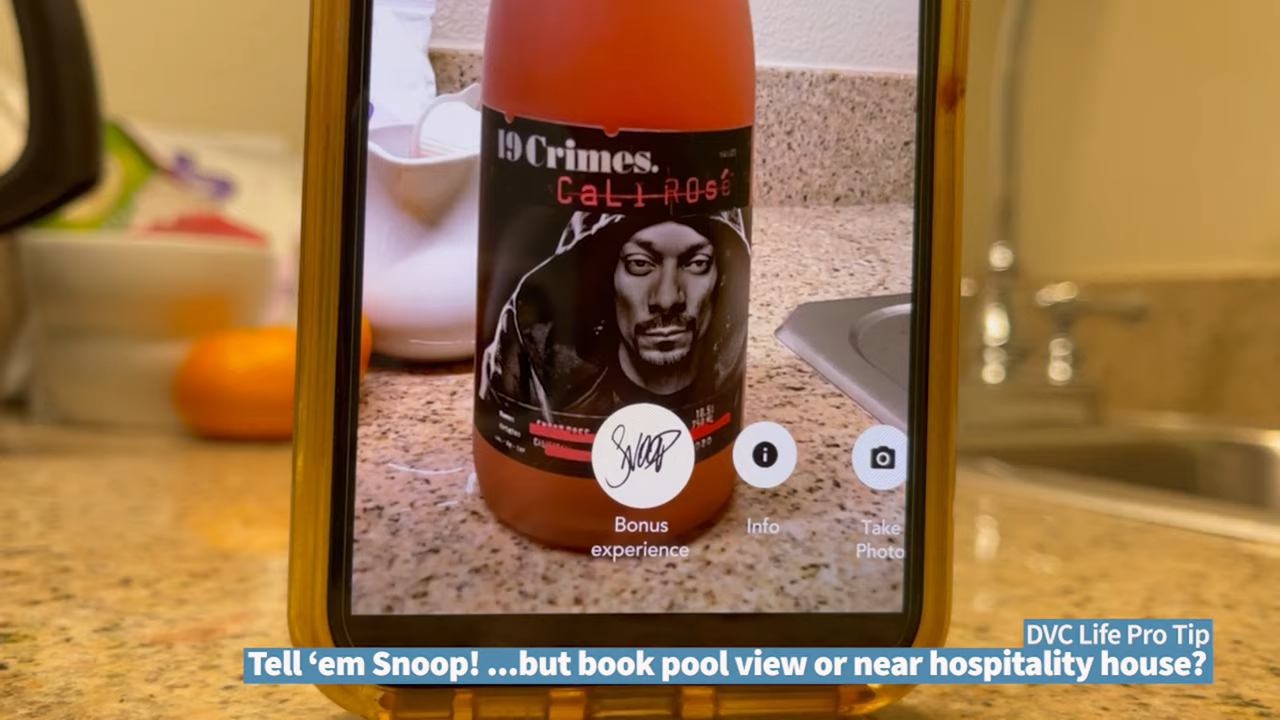 19 Crimes.
CaLi ROsé
SNOOP
Bonus
experience
Info
Take
Photo
DVC Life Pro Tip
Tell ‘em Snoop! ...but book pool view or near hospitality house?